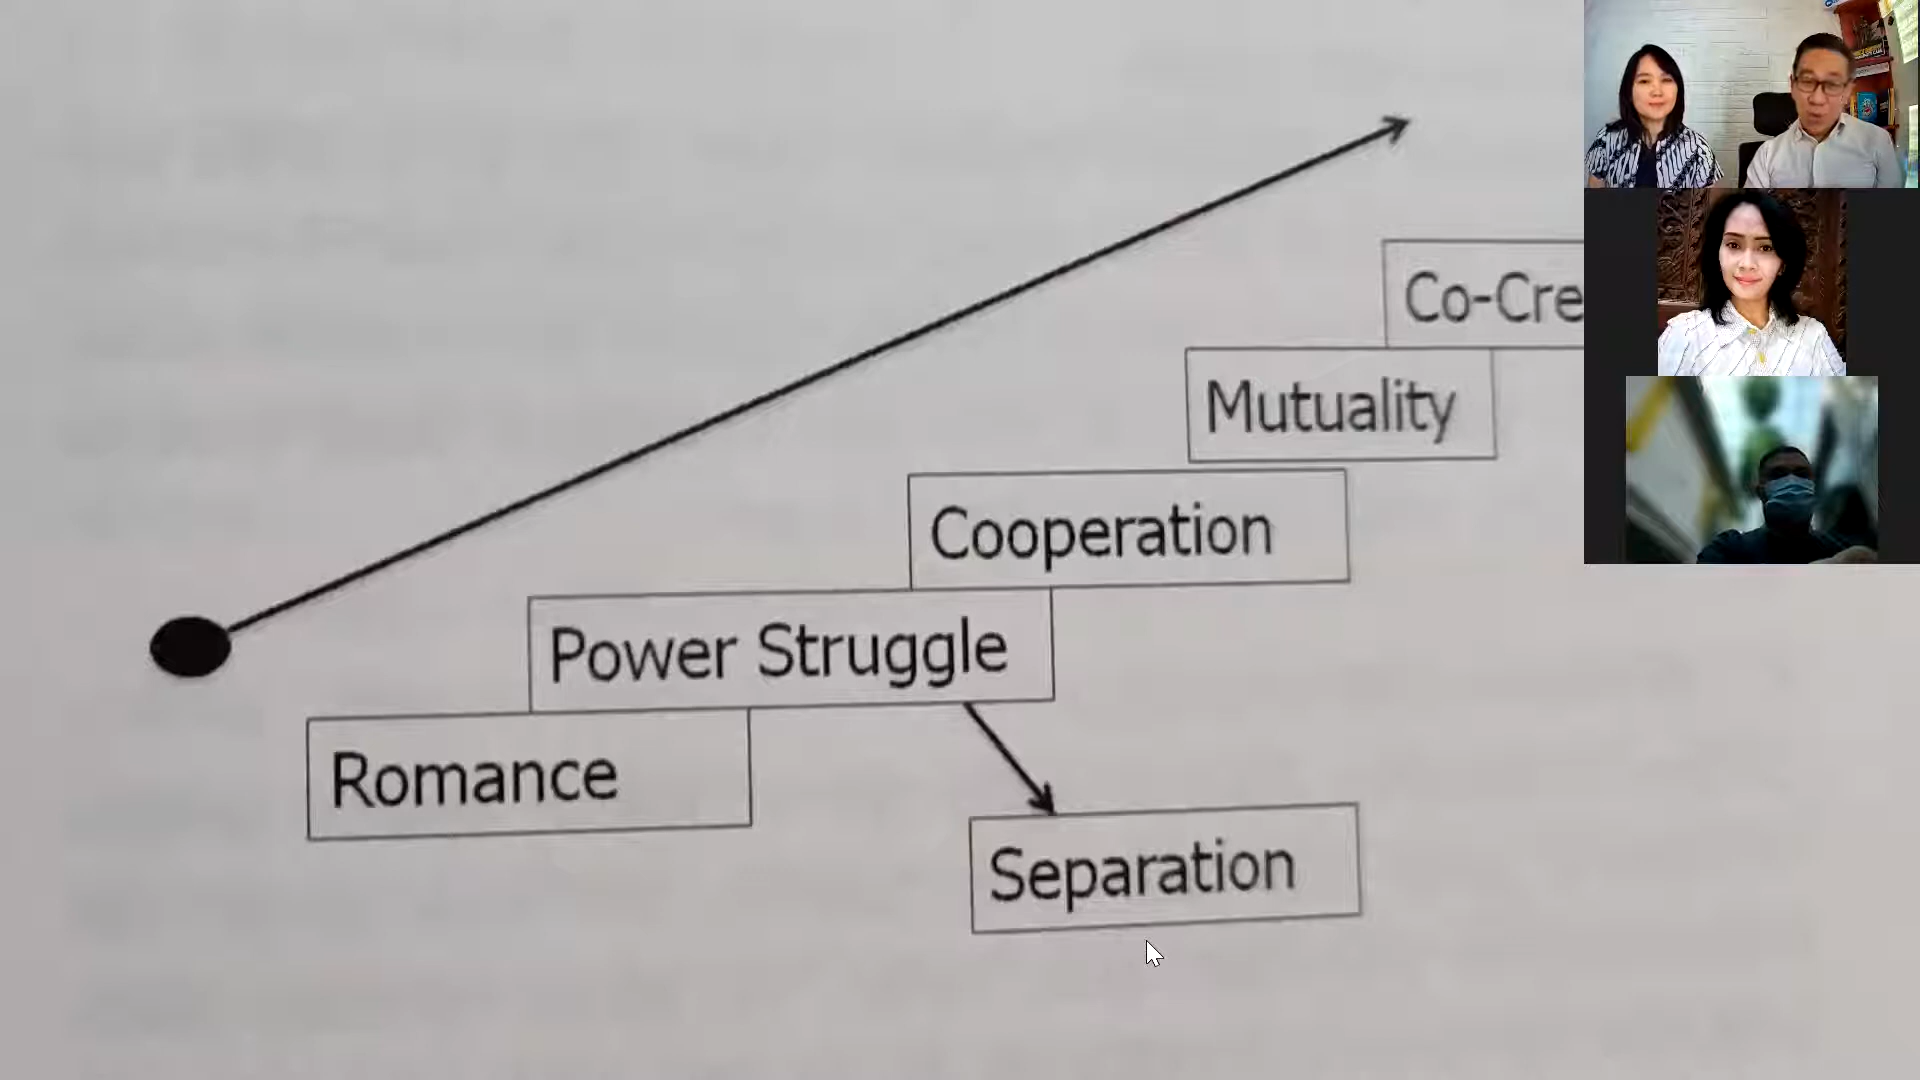 Co-Cre
Mutuality
Cooperation
Power Struggle
Romance
Separation